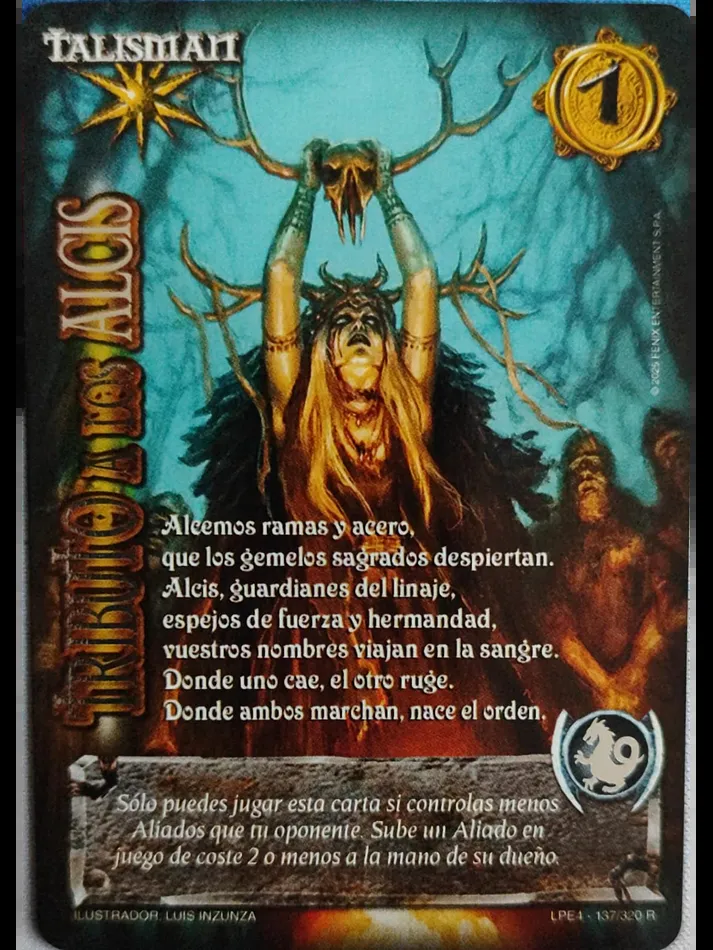 TALISMAN
1
TRIBUTO A LOS ALCIS
© 2025 FENIX ENTERTAINMENT S.P.A.
Alcemos ramas y acero,
que los gemelos sagrados despiertan.
Alcis, guardianes del linaje,
espejos de fuerza y hermandad,
vuestros nombres viajan en la sangre.
Donde uno cae, el otro ruge.
Donde ambos marchan, nace el orden.
Sólo puedes jugar esta carta si controlas menos
Aliados que tu oponente. Sube un Aliado en
juego de coste 2 o menos a la mano de su dueño.
ILUSTRADOR: LUIS INZUNZA
LPE4 - 137/320 R